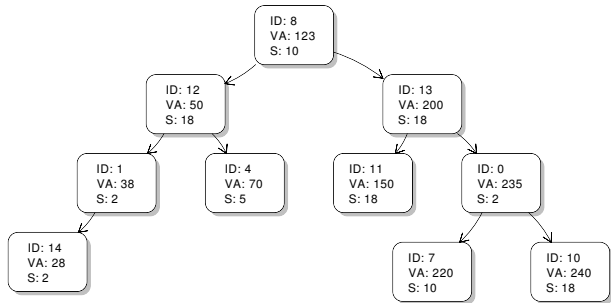 ID: 8
VA: 123
S: 10
ID: 12
VA: 50
S: 18
ID: 13
VA: 200
S: 18
ID: 1
VA: 38
S: 2
ID: 4
VA: 70
S: 5
ID: 11
VA: 150
S: 18
ID: 0
VA: 235
S: 2
ID: 14
VA: 28
S: 2
ID: 7
VA: 220
S: 10
ID: 10
VA: 240
S: 18